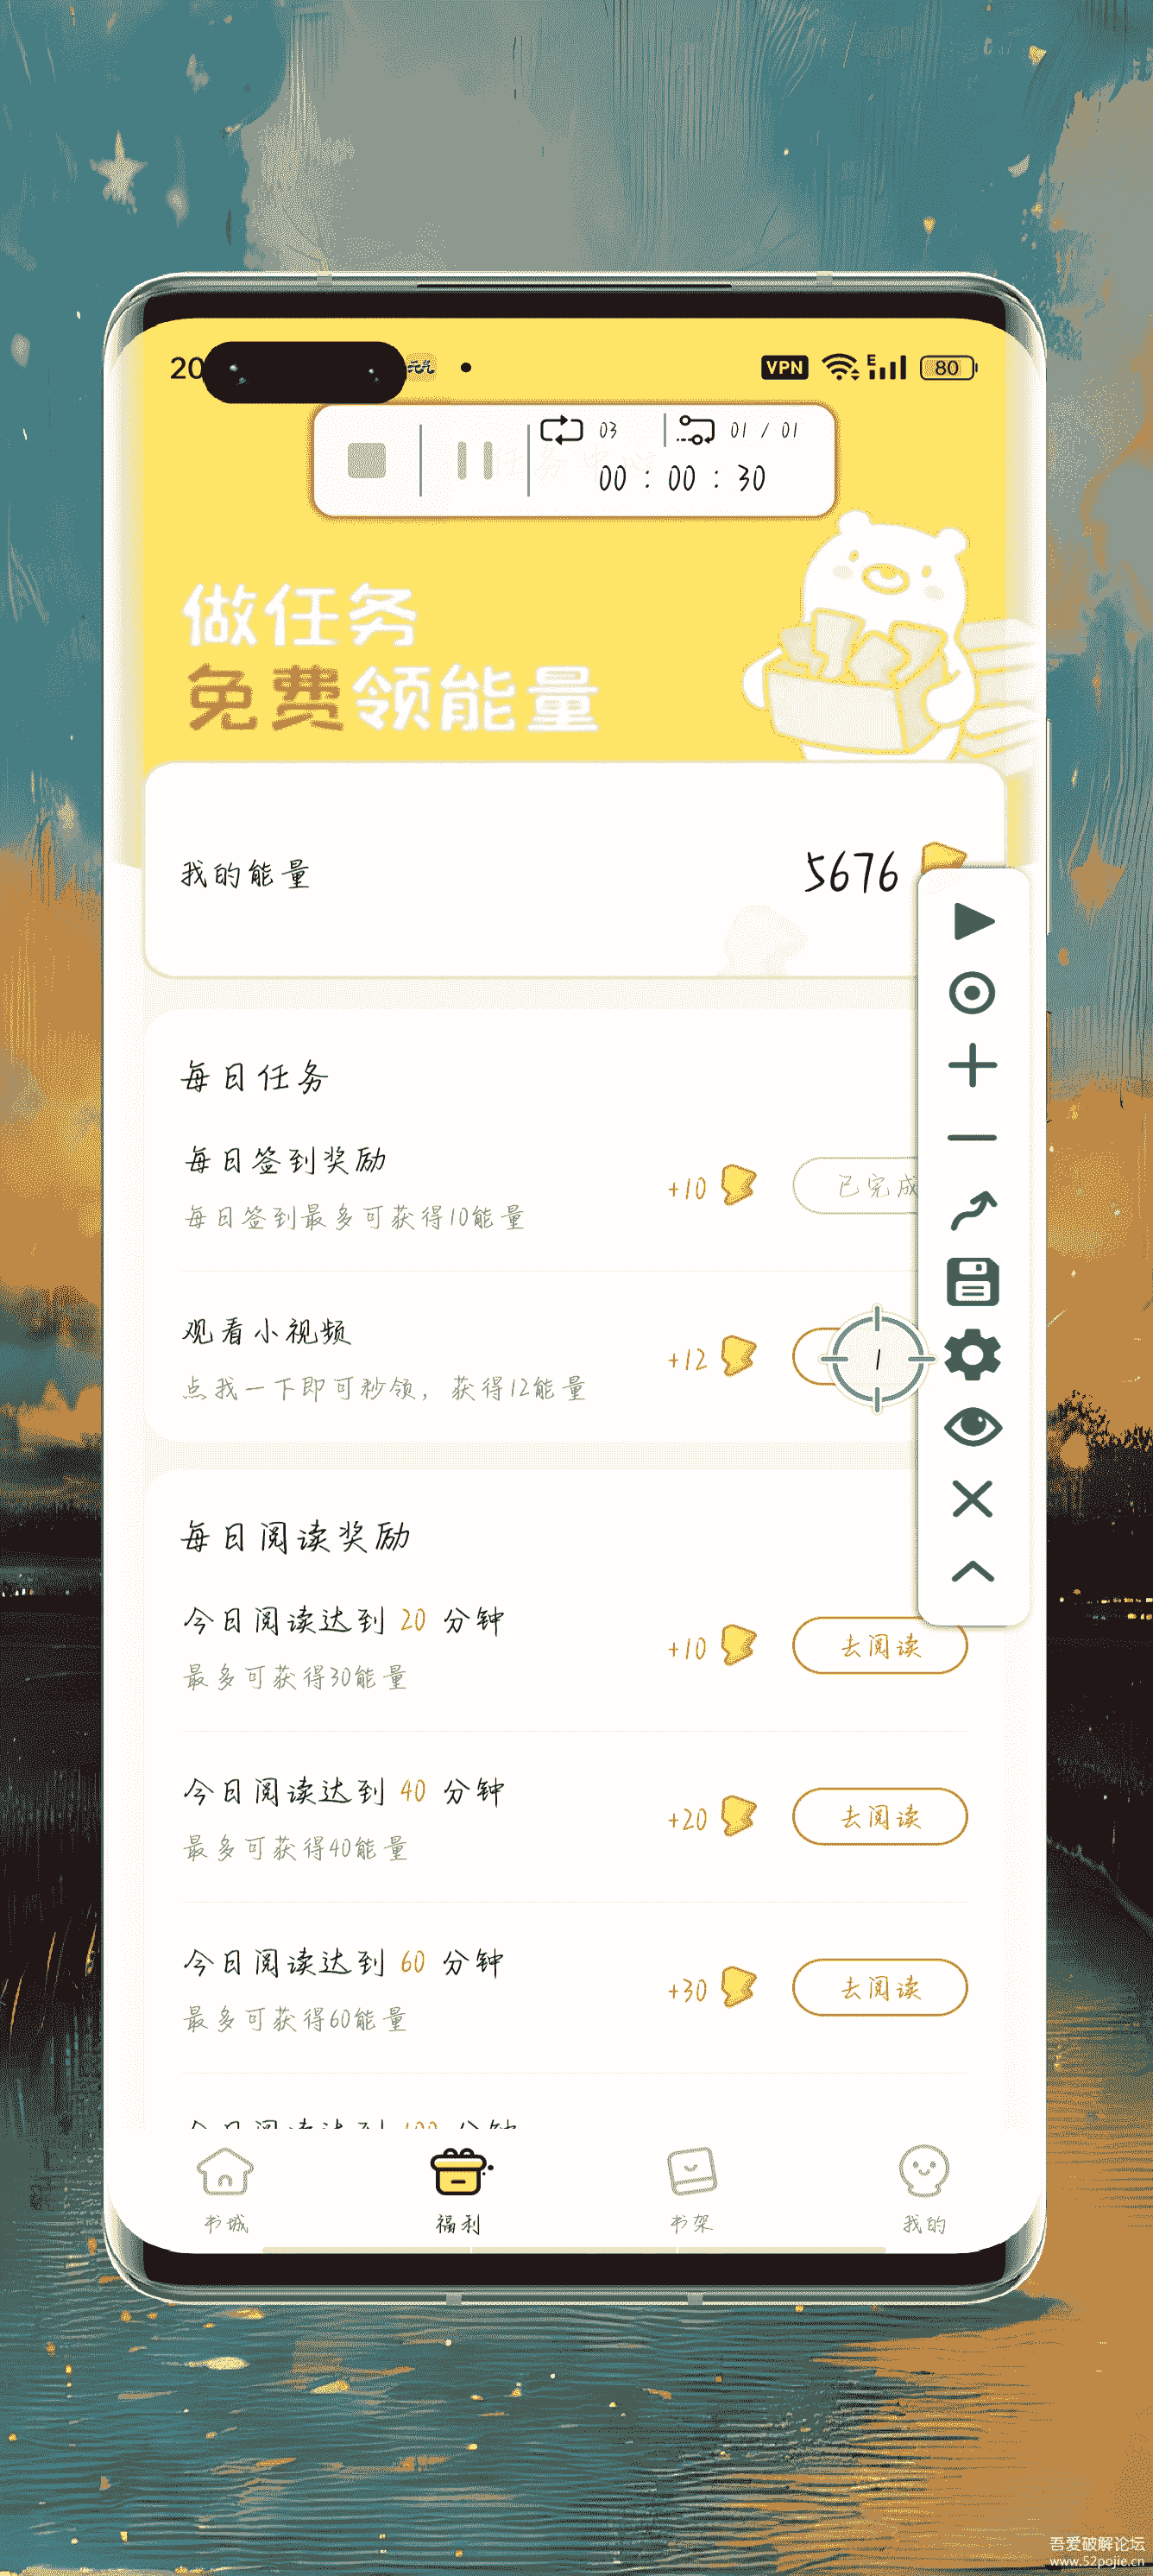 20
元气
VPN
E
80
03
01 / 01
任务中心
00 : 00 : 30
做任务
免费领能量
我的能量
5676
每日任务
每日签到奖励
+10
已完成
每日签到最多可获得10能量
观看小视频
+12
1
点我一下即可秒领，获得12能量
每日阅读奖励
今日阅读达到 20 分钟
+10
去阅读
最多可获得30能量
今日阅读达到 40 分钟
+20
去阅读
最多可获得40能量
今日阅读达到 60 分钟
+30
去阅读
最多可获得60能量
书城
福利
书架
我的
吾爱破解论坛
www.52pojie.cn